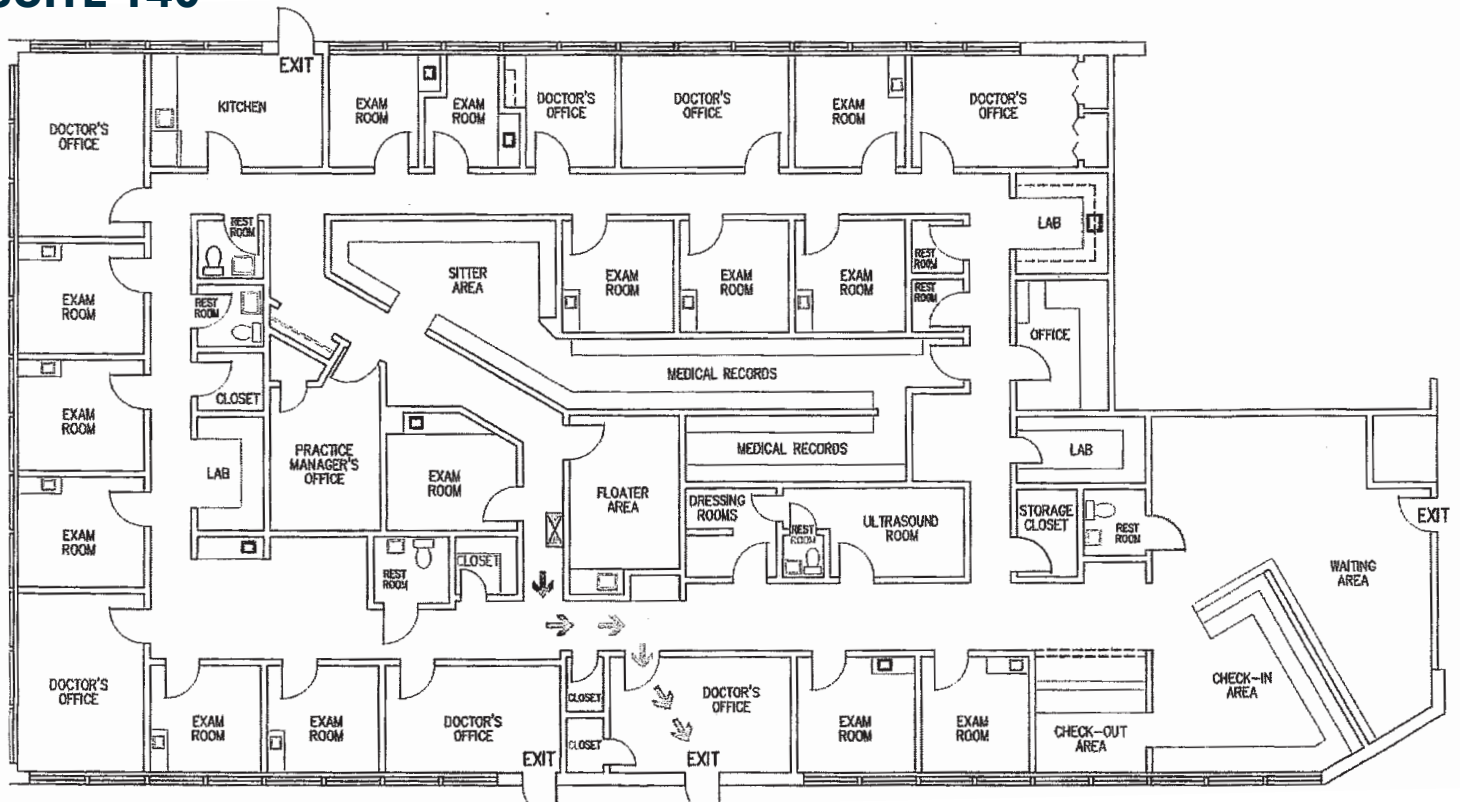 SUITE 140
EXIT
KITCHEN
DOCTOR'S
OFFICE
EXAM
ROOM
EXAM
ROOM
DOCTOR'S
OFFICE
DOCTOR'S
OFFICE
EXAM
ROOM
DOCTOR'S
OFFICE
REST
ROOM
LAB
SITTER
AREA
EXAM
ROOM
EXAM
ROOM
EXAM
ROOM
REST
ROOM
REST
ROOM
EXAM
ROOM
REST
ROOM
OFFICE
MEDICAL RECORDS
CLOSET
EXAM
ROOM
PRACTICE
MANAGER'S
OFFICE
LAB
EXAM
ROOM
MEDICAL RECORDS
LAB
FLOATER
AREA
DRESSING
ROOMS
REST
ROOM
ULTRASOUND
ROOM
STORAGE
CLOSET
REST
ROOM
EXIT
EXAM
ROOM
REST
ROOM
CLOSET
WAITING
AREA
DOCTOR'S
OFFICE
EXAM
ROOM
EXAM
ROOM
DOCTOR'S
OFFICE
CLOSET
CLOSET
DOCTOR'S
OFFICE
EXAM
ROOM
EXAM
ROOM
CHECK-OUT
AREA
CHECK-IN
AREA
EXIT
EXIT